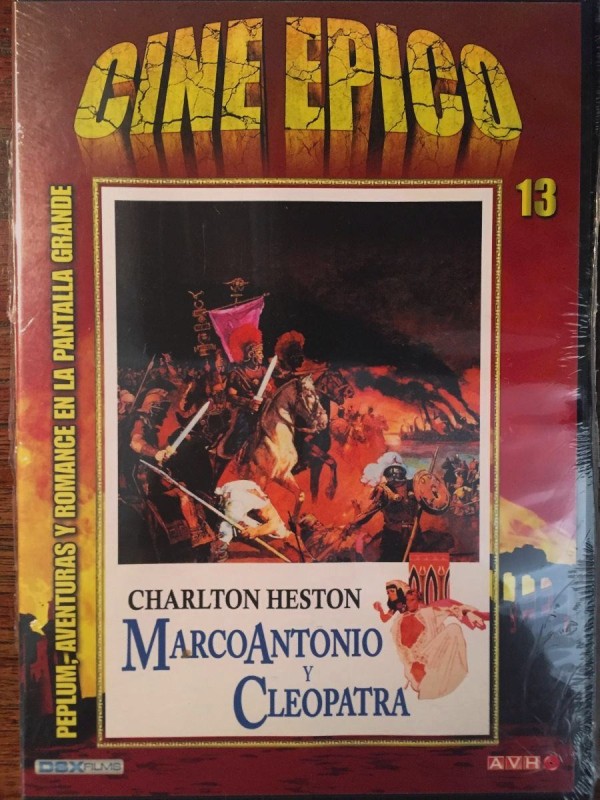 CINE EPICO
13
PEPLUM, AVENTURAS Y ROMANCE EN LA PANTALLA GRANDE
CHARLTON HESTON
MARCOANTONIO
Y
CLEOPATRA
DSX FILMS
AVH